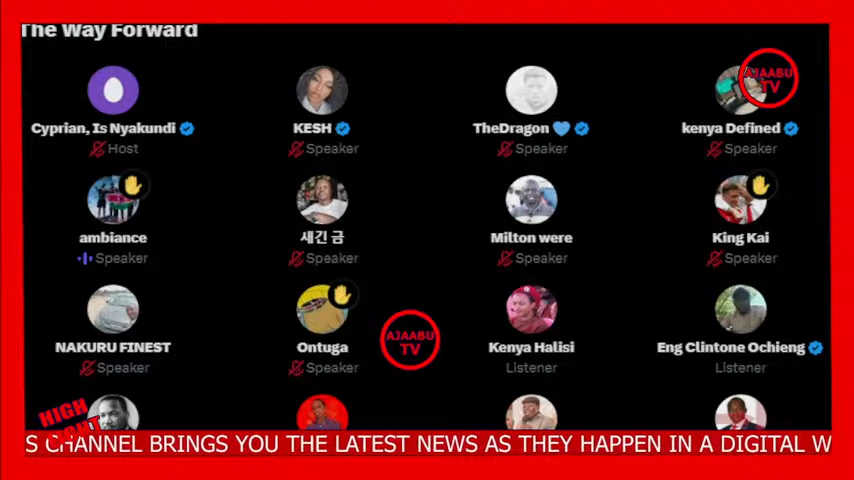 The Way Forward
AJAABU
TV
Cyprian, Is Nyakundi
KESH
TheDragon
kenya Defined
Host
Speaker
Speaker
Speaker
ambiance
새긴 금
Milton were
King Kai
Speaker
Speaker
Speaker
Speaker
NAKURU FINEST
Ontuga
AJAABU
TV
Kenya Halisi
Eng Clintone Ochieng
Speaker
Speaker
Listener
Listener
HIGH
S CHANNEL BRINGS YOU THE LATEST NEWS AS THEY HAPPEN IN A DIGITAL W